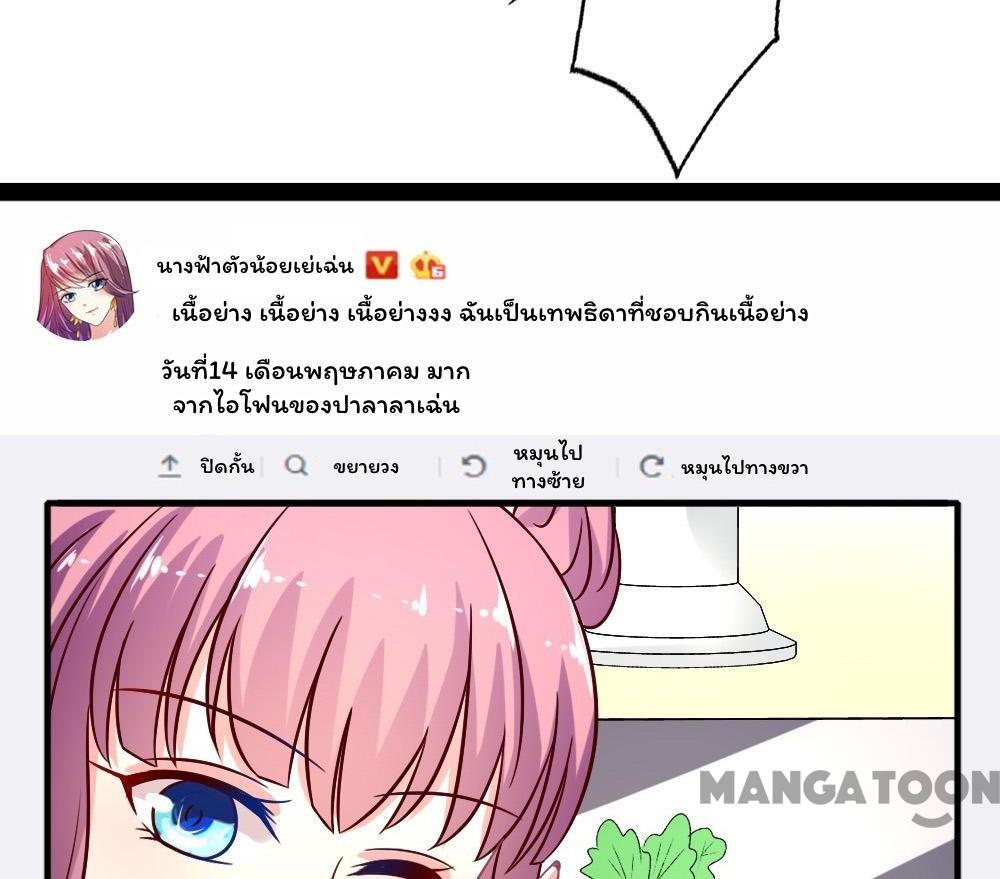 นางฟ้าตัวน้อยเย่เฉ่น V 6
เนื้อย่าง เนื้อย่าง เนื้อย่างงง ฉันเป็นเทพธิดาที่ชอบกินเนื้อย่าง
วันที่14 เดือนพฤษภาคม มาก
จากไอโฟนของปาลาลาเฉ่น
ปิดกั้น ขยายวง หมุนไป
ทางซ้าย หมุนไปทางขวา
MANGATOON